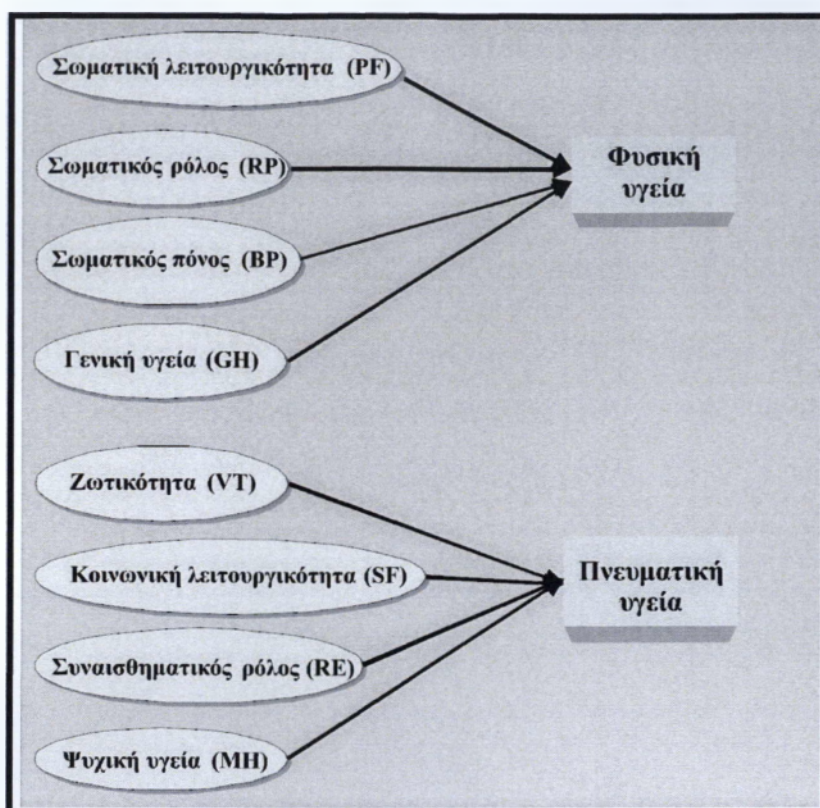 Σωματική λειτουργικότητα (PF)
Σωματικός ρόλος (RP)
Σωματικός πόνος (BP)
Γενική υγεία (GH)
Φυσική
υγεία
Ζωτικότητα (VT)
Κοινωνική λειτουργικότητα (SF)
Συναισθηματικός ρόλος (RE)
Ψυχική υγεία (MH)
Πνευματική
υγεία